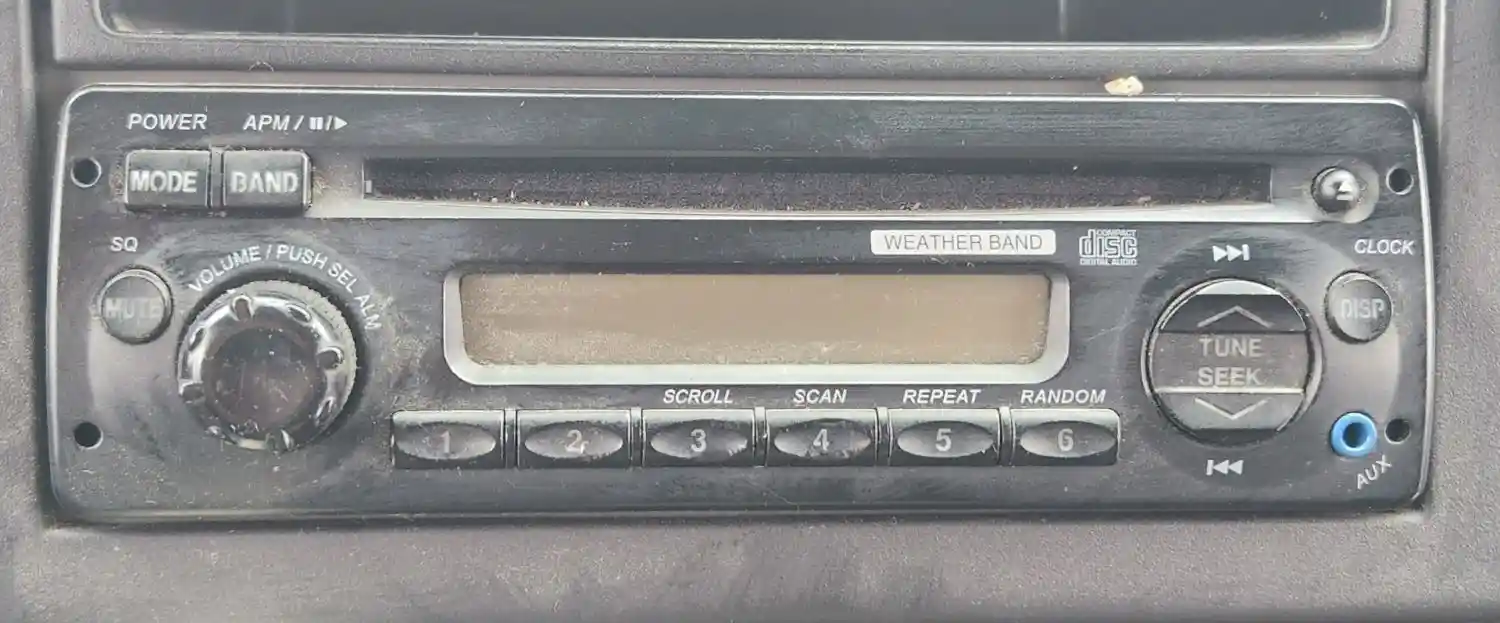 POWER
APM / ▮▮/▶
MODE
BAND
SQ
MUTE
VOLUME / PUSH SEL ALM
WEATHER BAND
COMPACT
disc
DIGITAL AUDIO
CLOCK
DISP
TUNE
SEEK
SCROLL
SCAN
REPEAT
RANDOM
1
2
3
4
5
6
AUX